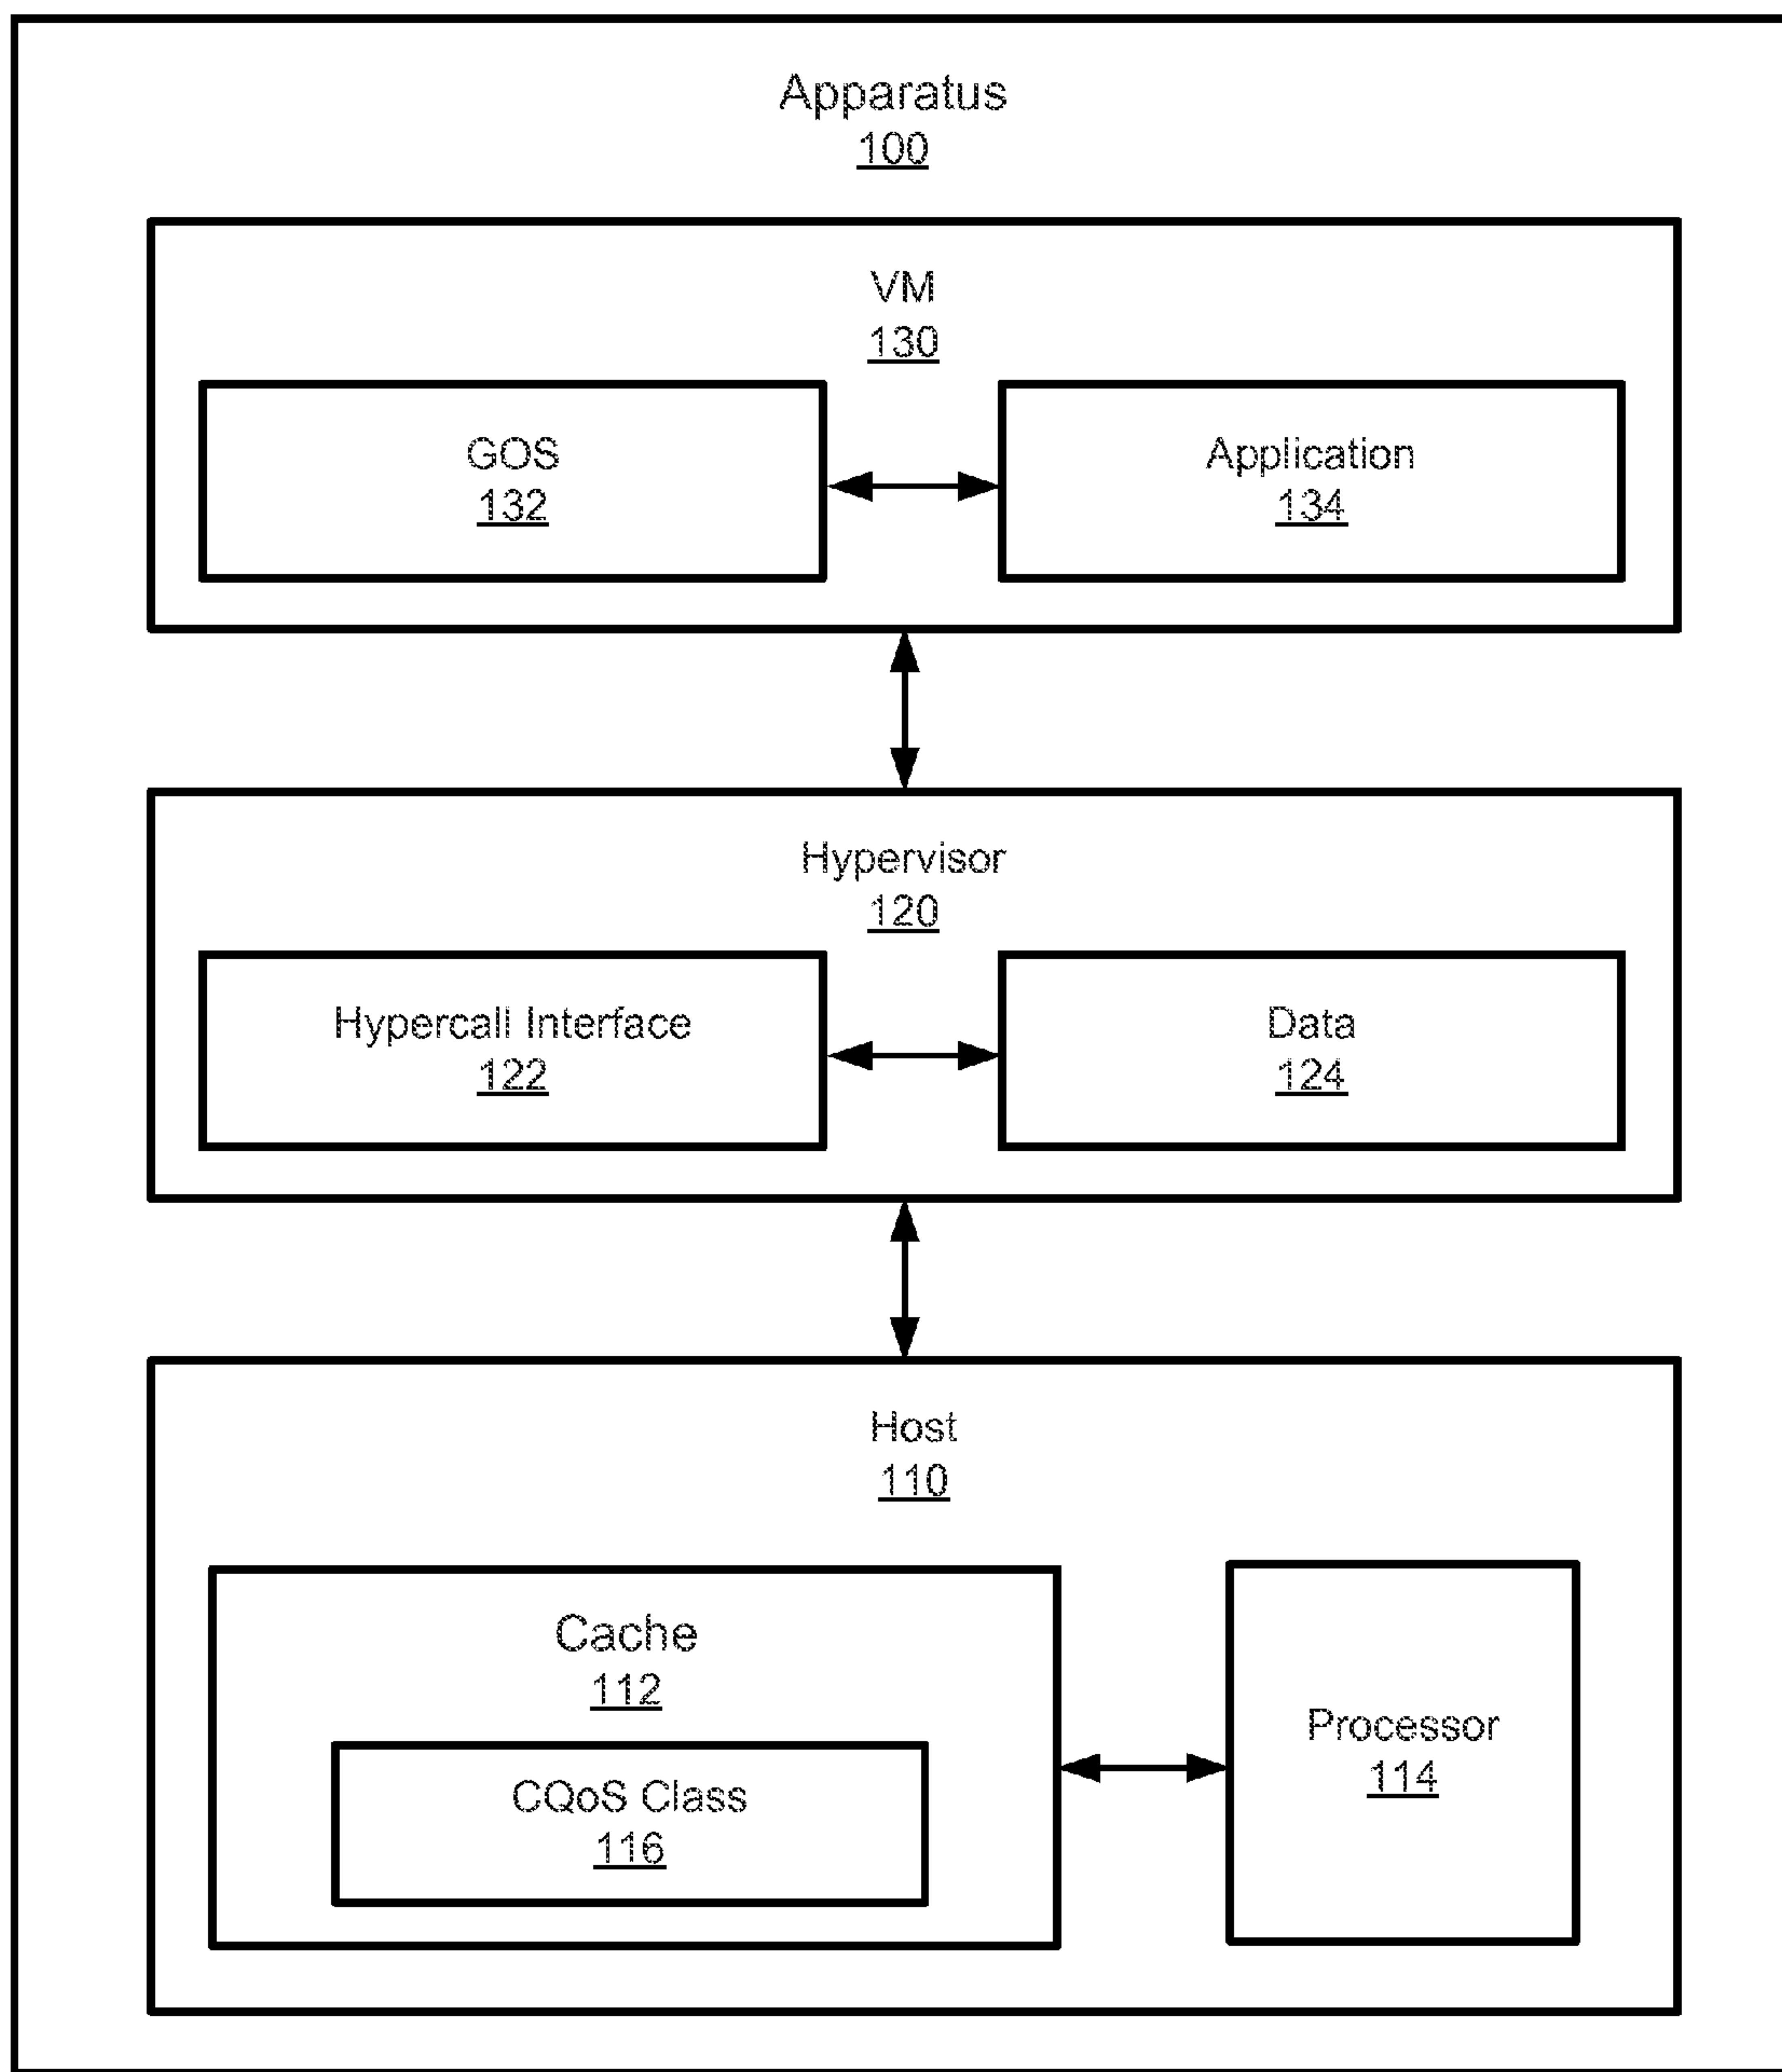 Apparatus
100
VM
130
GOS
132
Application
134
Hypervisor
120
Hypercall Interface
122
Data
124
Host
110
Cache
112
CQoS Class
116
Processor
114